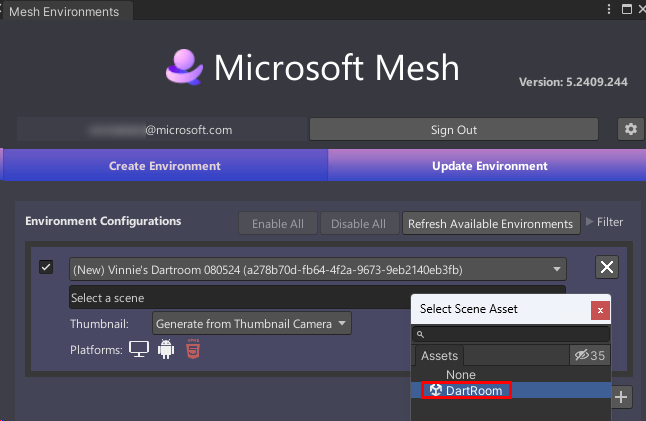 Mesh Environments
Microsoft Mesh
Version: 5.2409.244
@microsoft.com
Sign Out
Create Environment
Update Environment
Environment Configurations
Enable All
Disable All
Refresh Available Environments
Filter
(New) Vinnie's Dartroom 080524 (a278b70d-fb64-4f2a-9673-9eb2140eb3fb)
Select a scene
Thumbnail:
Generate from Thumbnail Camera
Platforms:
Select Scene Asset
x
Assets
35
None
DartRoom